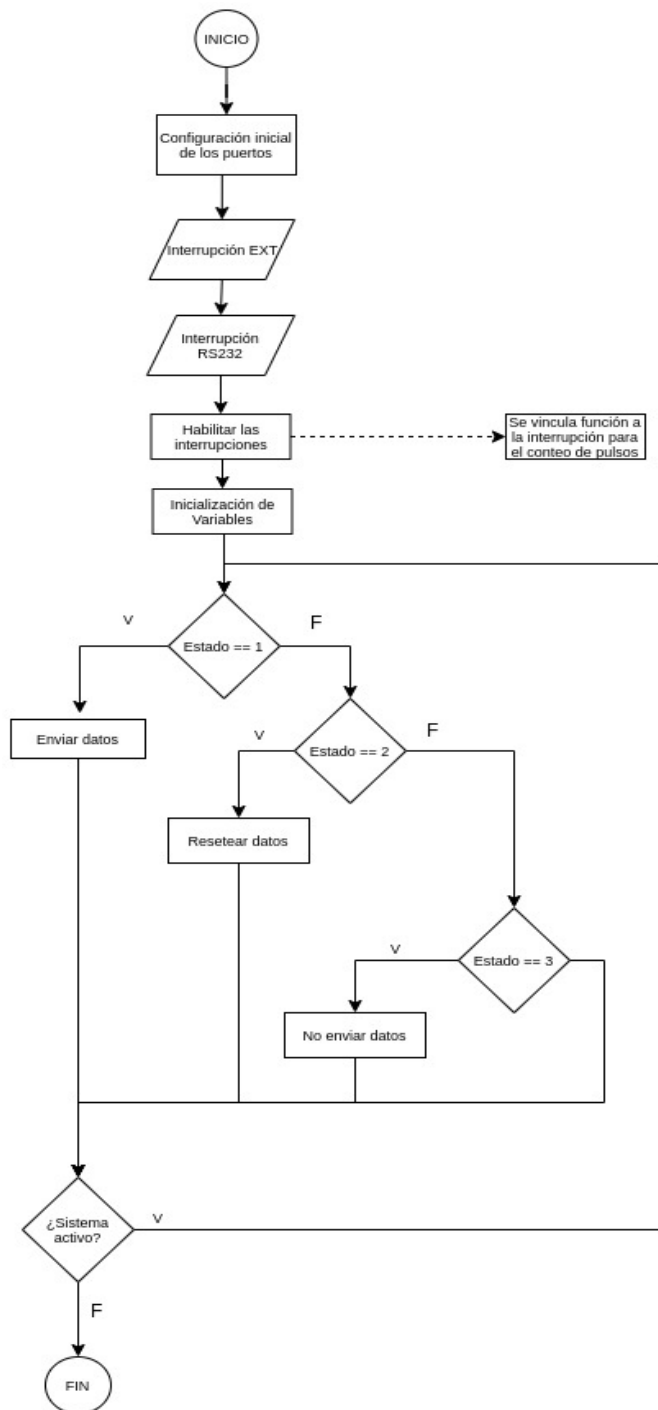 INICIO
Configuración inicial
de los puertos
Interrupción EXT
Interrupción
RS232
Habilitar las
interrupciones
Se vincula función a
la interrupción para
el conteo de pulsos
Inicialización de
Variables
V
F
Estado == 1
Enviar datos
V
F
Estado == 2
Resetear datos
V
Estado == 3
No enviar datos
¿Sistema
activo?
V
F
FIN